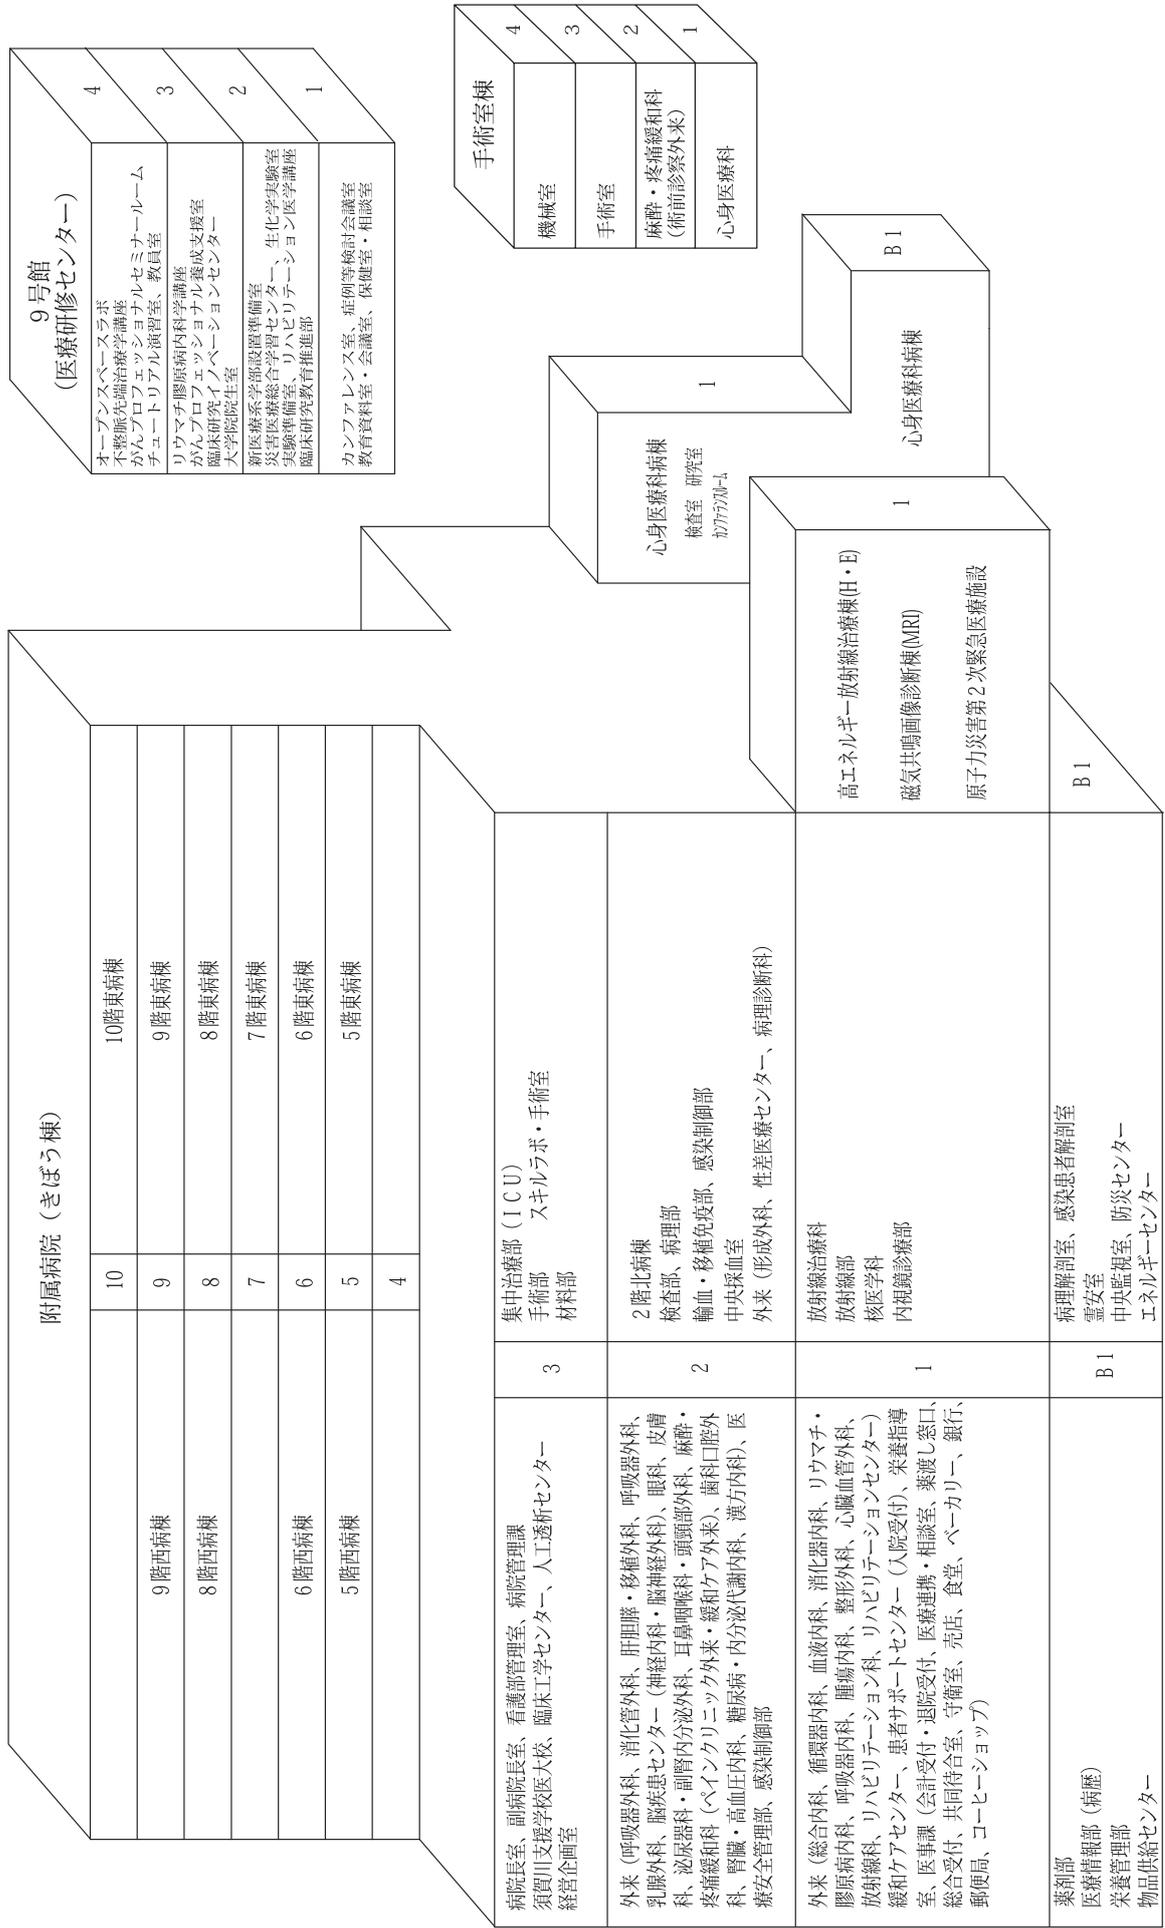 附属病院（きぼう棟）
10階東病棟
9階西病棟
9階東病棟
8階西病棟
8階東病棟
7階東病棟
6階西病棟
6階東病棟
5階西病棟
5階東病棟
10
9
8
7
6
5
4
病院長室、副病院長室、看護部管理室、病院管理課
須賀川支援学校医大校、臨床工学センター、人工透析センター
経営企画室
3
集中治療部（ＩＣＵ）
手術部　　スキルラボ・手術室
材料部
外来（呼吸器外科、消化管外科、肝胆膵・移植外科、呼吸器外科、
乳腺外科、脳疾患センター（神経内科・脳神経外科）、眼科、皮膚
科、泌尿器科・副腎内分泌外科、耳鼻咽喉科・頭頸部外科、麻酔・
疼痛緩和科（ペインクリニック外来・緩和ケア外来）、歯科口腔外
科、腎臓・高血圧内科、糖尿病・内分泌代謝内科、漢方内科）、医
療安全管理部、感染制御部
2
2階北病棟
検査部、病理部
輸血・移植免疫部、感染制御部
中央採血室
外来（形成外科、性差医療センター、病理診断科）
外来（総合内科、循環器内科、血液内科、消化器内科、リウマチ・
膠原病内科、呼吸器内科、腫瘍内科、整形外科、心臓血管外科、
放射線科、リハビリテーション科、リハビリテーションセンター）
緩和ケアセンター、患者サポートセンター（入院受付）、栄養指導
室、医事課（会計受付・退院受付、医療連携・相談室、薬渡し窓口、
総合受付、共同待合室、守衛室、売店、食堂、ベーカリー、銀行、
郵便局、コーヒーショップ）
1
放射線治療科
放射線部
核医学科
内視鏡診療部
薬剤部
医療情報部（病歴）
栄養管理部
物品供給センター
B1
病理解剖室、感染患者解剖室
霊安室
中央監視室、防災センター
エネルギーセンター
B1
高エネルギー放射線治療棟(H・E)
磁気共鳴画像診断棟(MRI)
原子力災害第２次緊急医療施設
1
心身医療科病棟
検査室　研究室
ｶﾝﾌｧﾗﾝｽﾙｰﾑ
1
心身医療科病棟
B1
9号館
（医療研修センター）
オープンスペースラボ
不整脈先端治療学講座
がんプロフェッショナルセミナールーム
チュートリアル演習室、教員室
4
リウマチ膠原病内科学講座
がんプロフェッショナル養成支援室
臨床研究イノベーションセンター
大学院院生室
3
新医療系学部設置準備室
災害医療総合学習センター、生化学実験室
実験準備室、リハビリテーション医学講座
臨床研究教育推進部
2
カンファレンス室、症例等検討会議室
教育資料室・会議室、保健室・相談室
1
手術室棟
機械室
4
手術室
3
麻酔・疼痛緩和科
（術前診察外来）
2
心身医療科
1